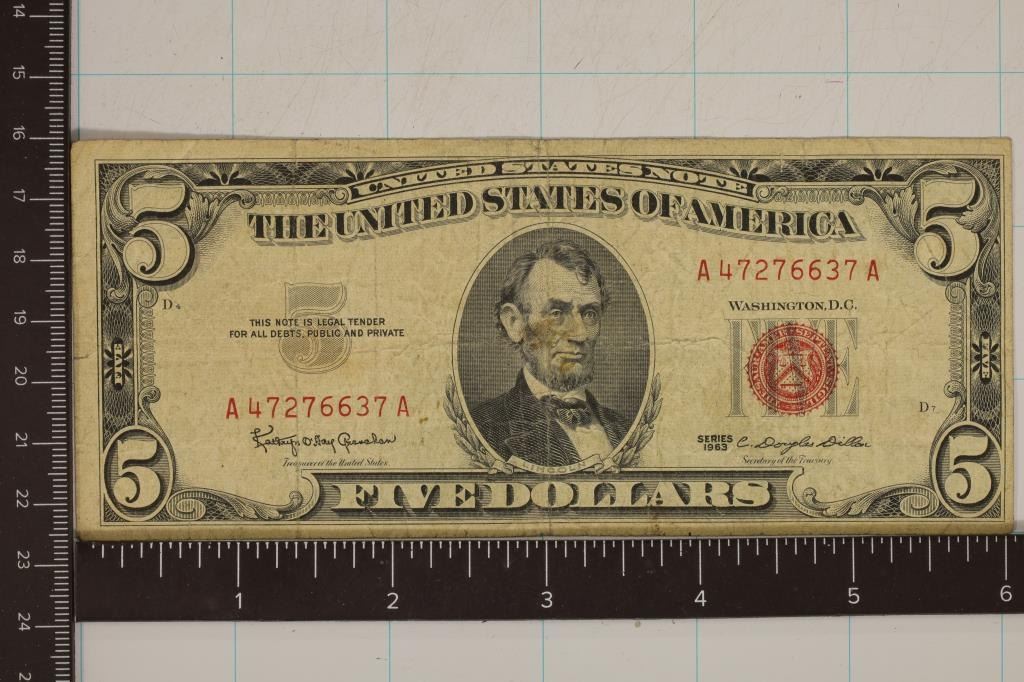 14
15
16
17
18
19
20
21
22
23
24
UNITED STATES NOTE
THE UNITED STATES OF AMERICA
5
5
A 47276637 A
D 4
WASHINGTON, D.C.
5
THIS NOTE IS LEGAL TENDER
FOR ALL DEBTS, PUBLIC AND PRIVATE
FIVE
FIVE
FIVE
A 47276637 A
D 7
Kathryn O'Hay Granahan
Treasurer of the United States.
SERIES
1963
C. Douglas Dillon
Secretary of the Treasury.
LINCOLN
5
5
FIVE DOLLARS
1 2 3 4 5 6